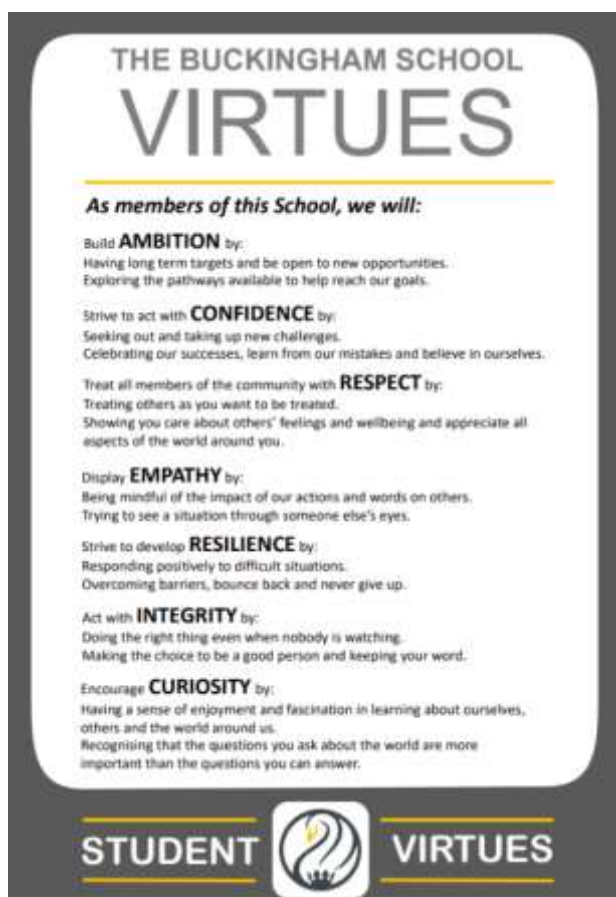 THE BUCKINGHAM SCHOOL
VIRTUES
As members of this School, we will:
Build AMBITION by:
Having long term targets and be open to new opportunities.
Exploring the pathways available to help reach our goals.
Strive to act with CONFIDENCE by:
Seeking out and taking up new challenges.
Celebrating our successes, learn from our mistakes and believe in ourselves.
Treat all members of the community with RESPECT by:
Treating others as you want to be treated.
Showing you care about others' feelings and wellbeing and appreciate all
aspects of the world around you.
Display EMPATHY by:
Being mindful of the impact of our actions and words on others.
Trying to see a situation through someone else's eyes.
Strive to develop RESILIENCE by:
Responding positively to difficult situations.
Overcoming barriers, bounce back and never give up.
Act with INTEGRITY by:
Doing the right thing even when nobody is watching.
Making the choice to be a good person and keeping your word.
Encourage CURIOSITY by:
Having a sense of enjoyment and fascination in learning about ourselves,
others and the world around us.
Recognising that the questions you ask about the world are more
important than the questions you can answer.
STUDENT VIRTUES